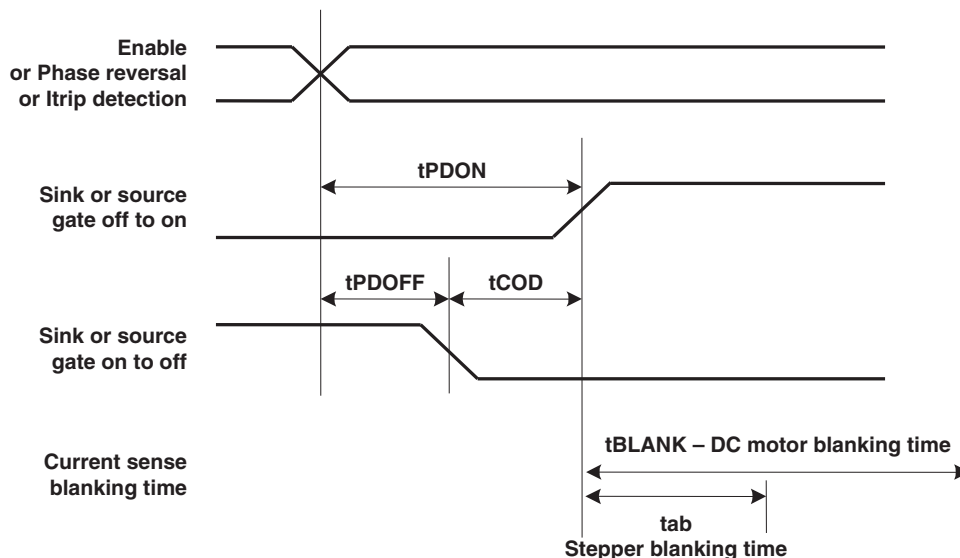 Enable
or Phase reversal
or Itrip detection
tPDON
Sink or source
gate off to on
tPDOFF
tCOD
Sink or source
gate on to off
tBLANK – DC motor blanking time
Current sense
blanking time
tab
Stepper blanking time